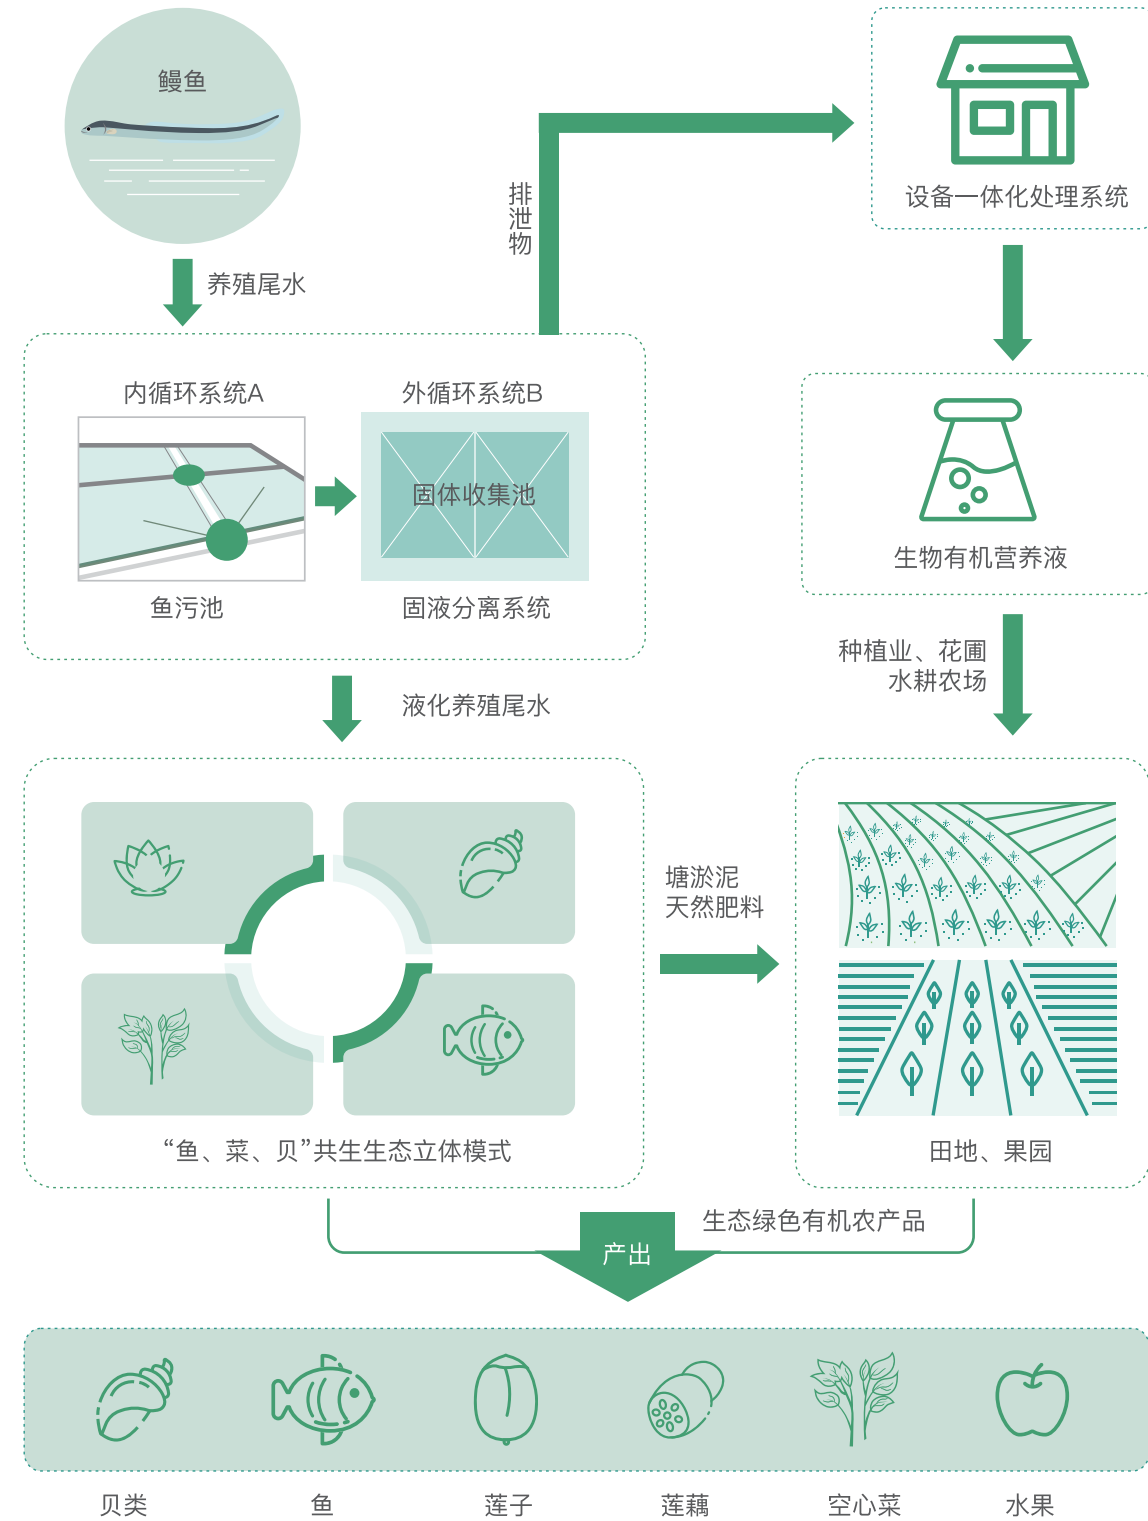 鳗鱼
养殖尾水
排泄物
设备一体化处理系统
内循环系统A
外循环系统B
固体收集池
鱼污池
固液分离系统
生物有机营养液
种植业、花圃
水耕农场
液化养殖尾水
塘淤泥
天然肥料
“鱼、菜、贝”共生生态立体模式
田地、果园
生态绿色有机农产品
产出
贝类
鱼
莲子
莲藕
空心菜
水果